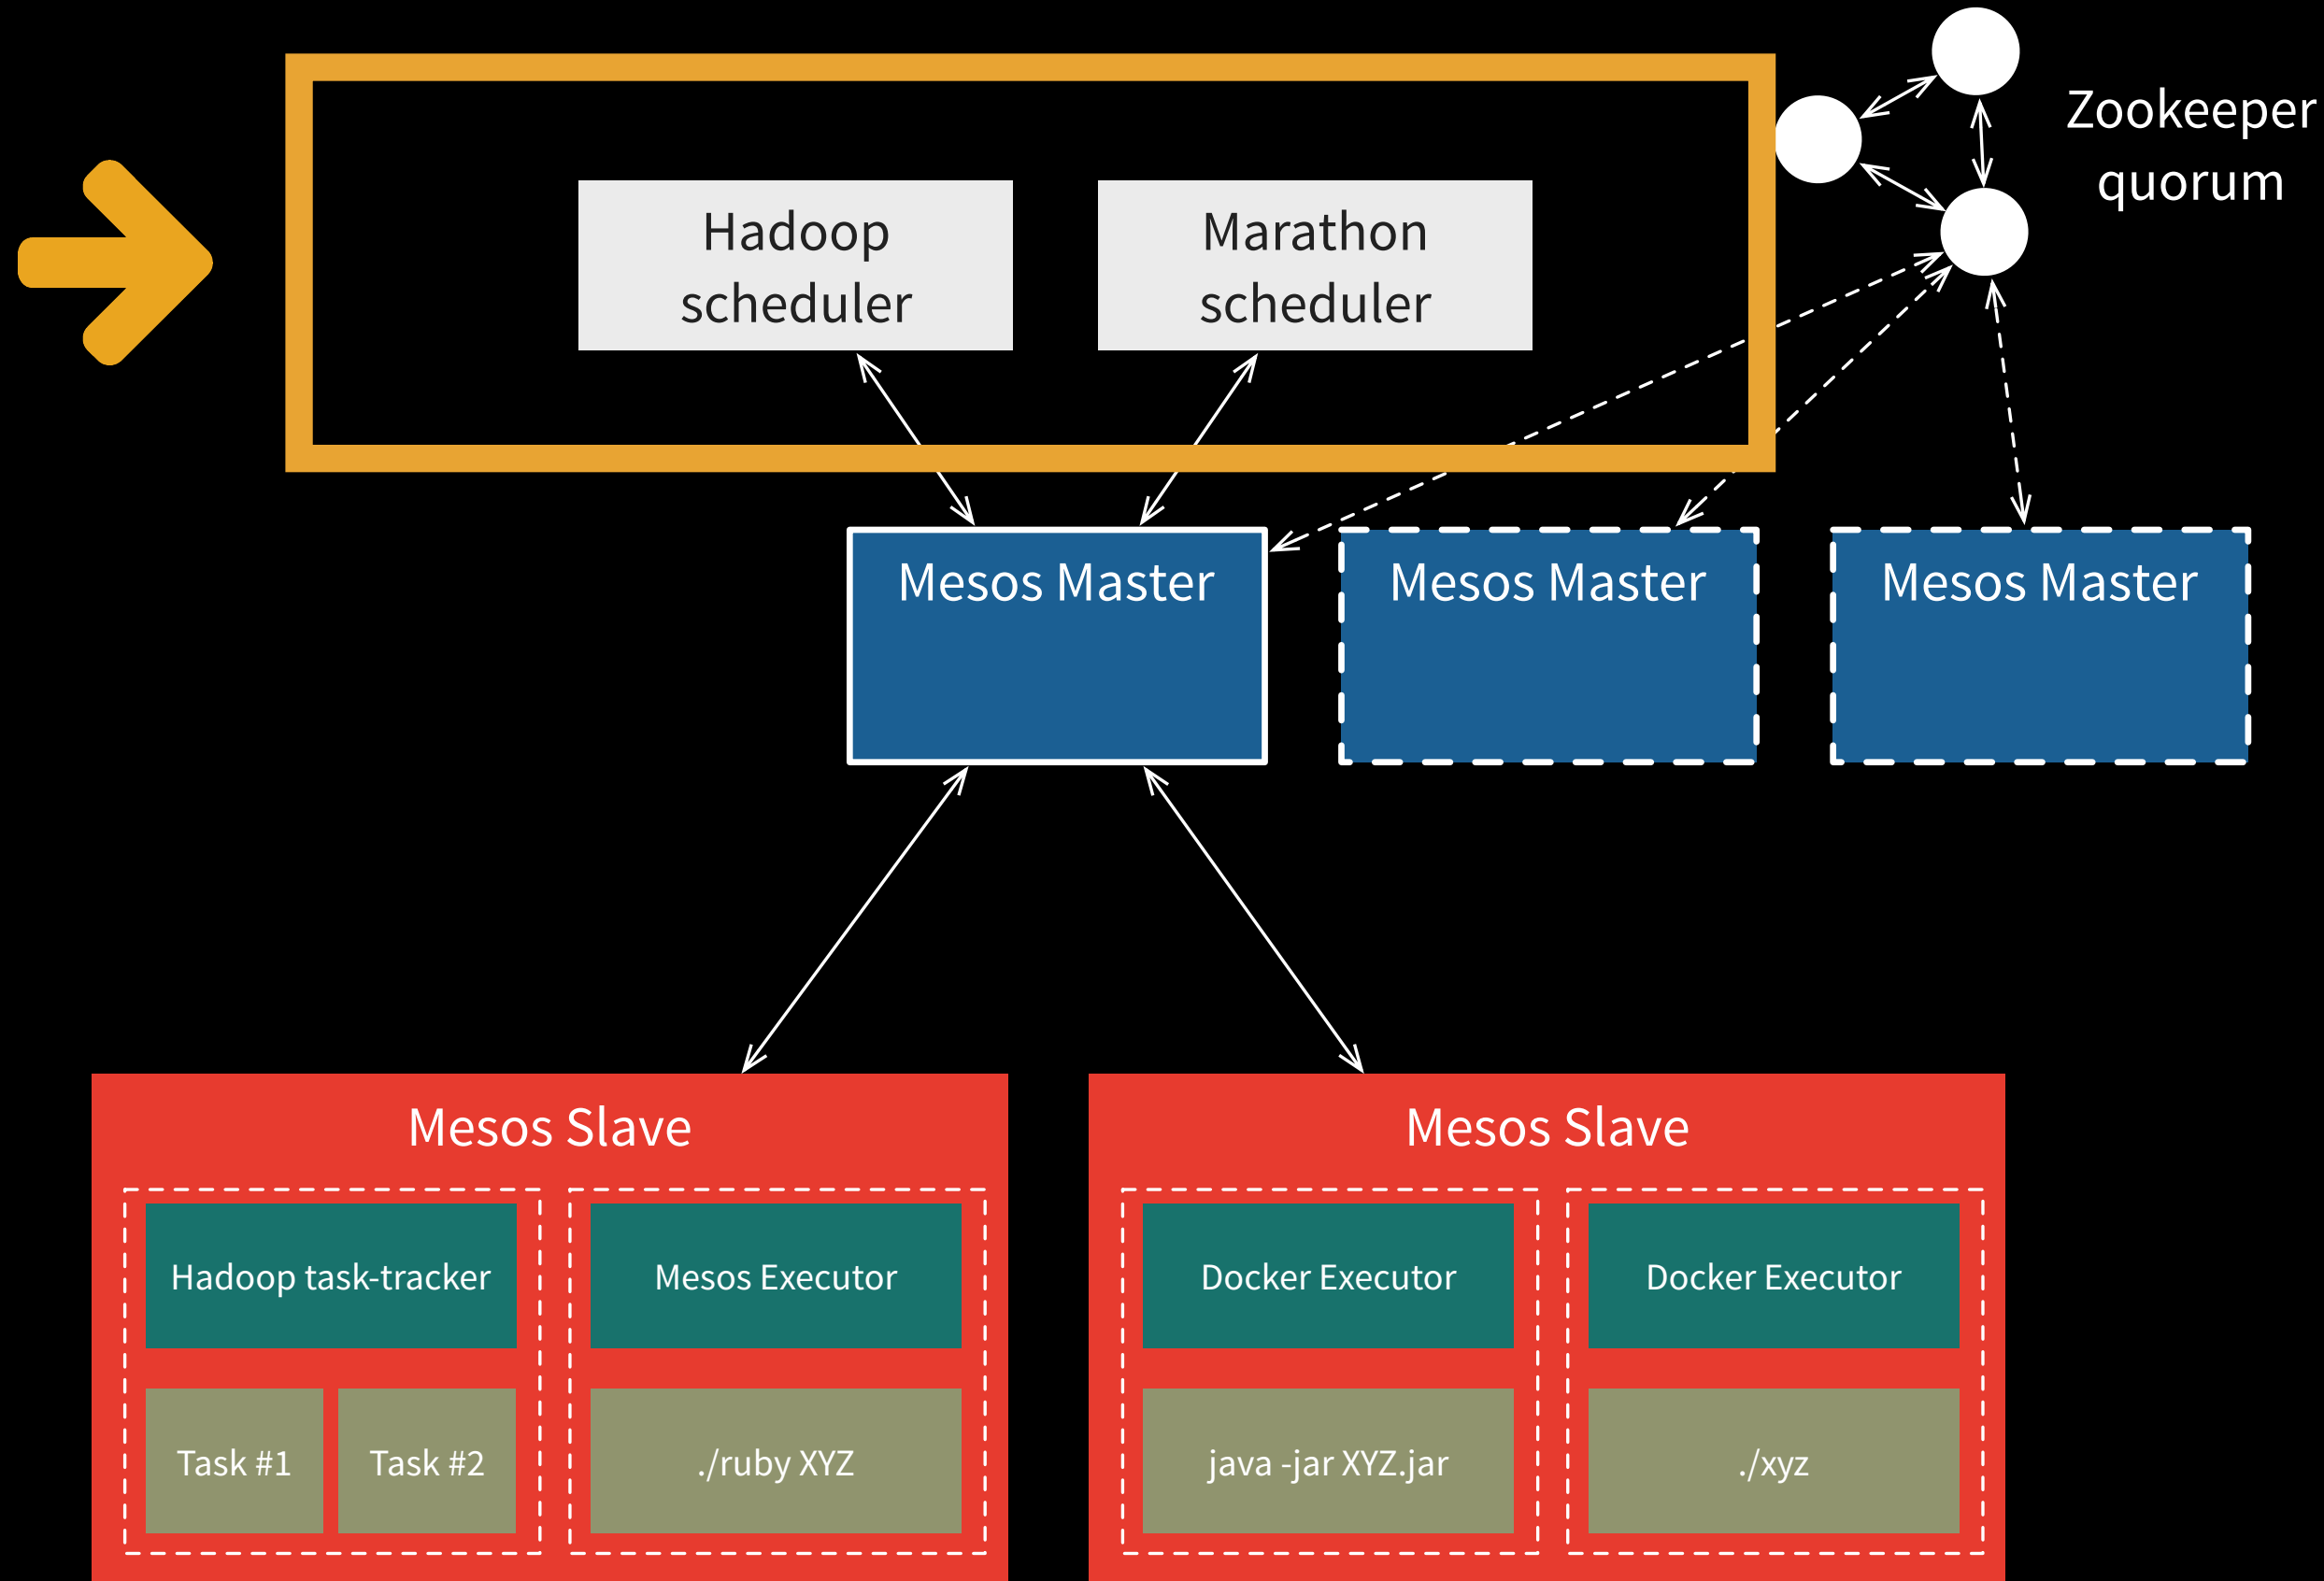 Zookeeper
quorum
Hadoop
scheduler
Marathon
scheduler
Mesos Master
Mesos Master
Mesos Master
Mesos Slave
Mesos Slave
Hadoop task-tracker
Mesos Executor
Docker Executor
Docker Executor
Task #1
Task #2
./ruby XYZ
java -jar XYZ.jar
./xyz